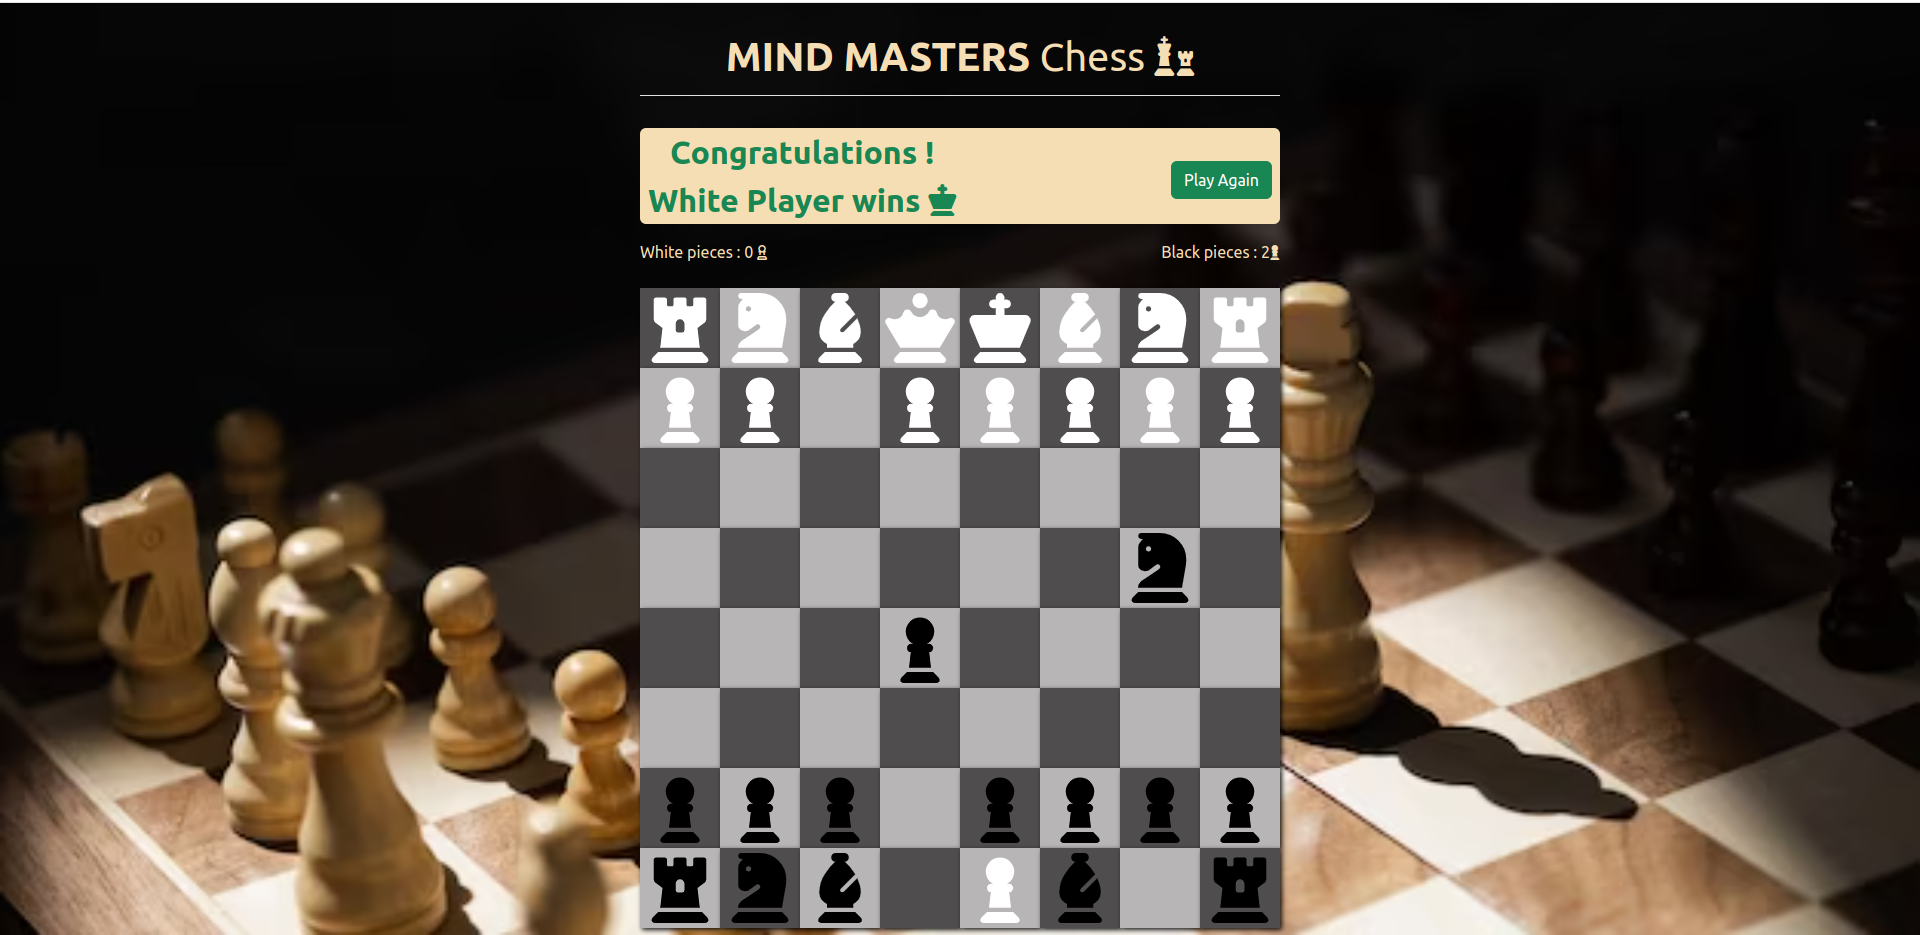 MIND MASTERS Chess
Congratulations !
White Player wins
Play Again
White pieces : 0
Black pieces : 2